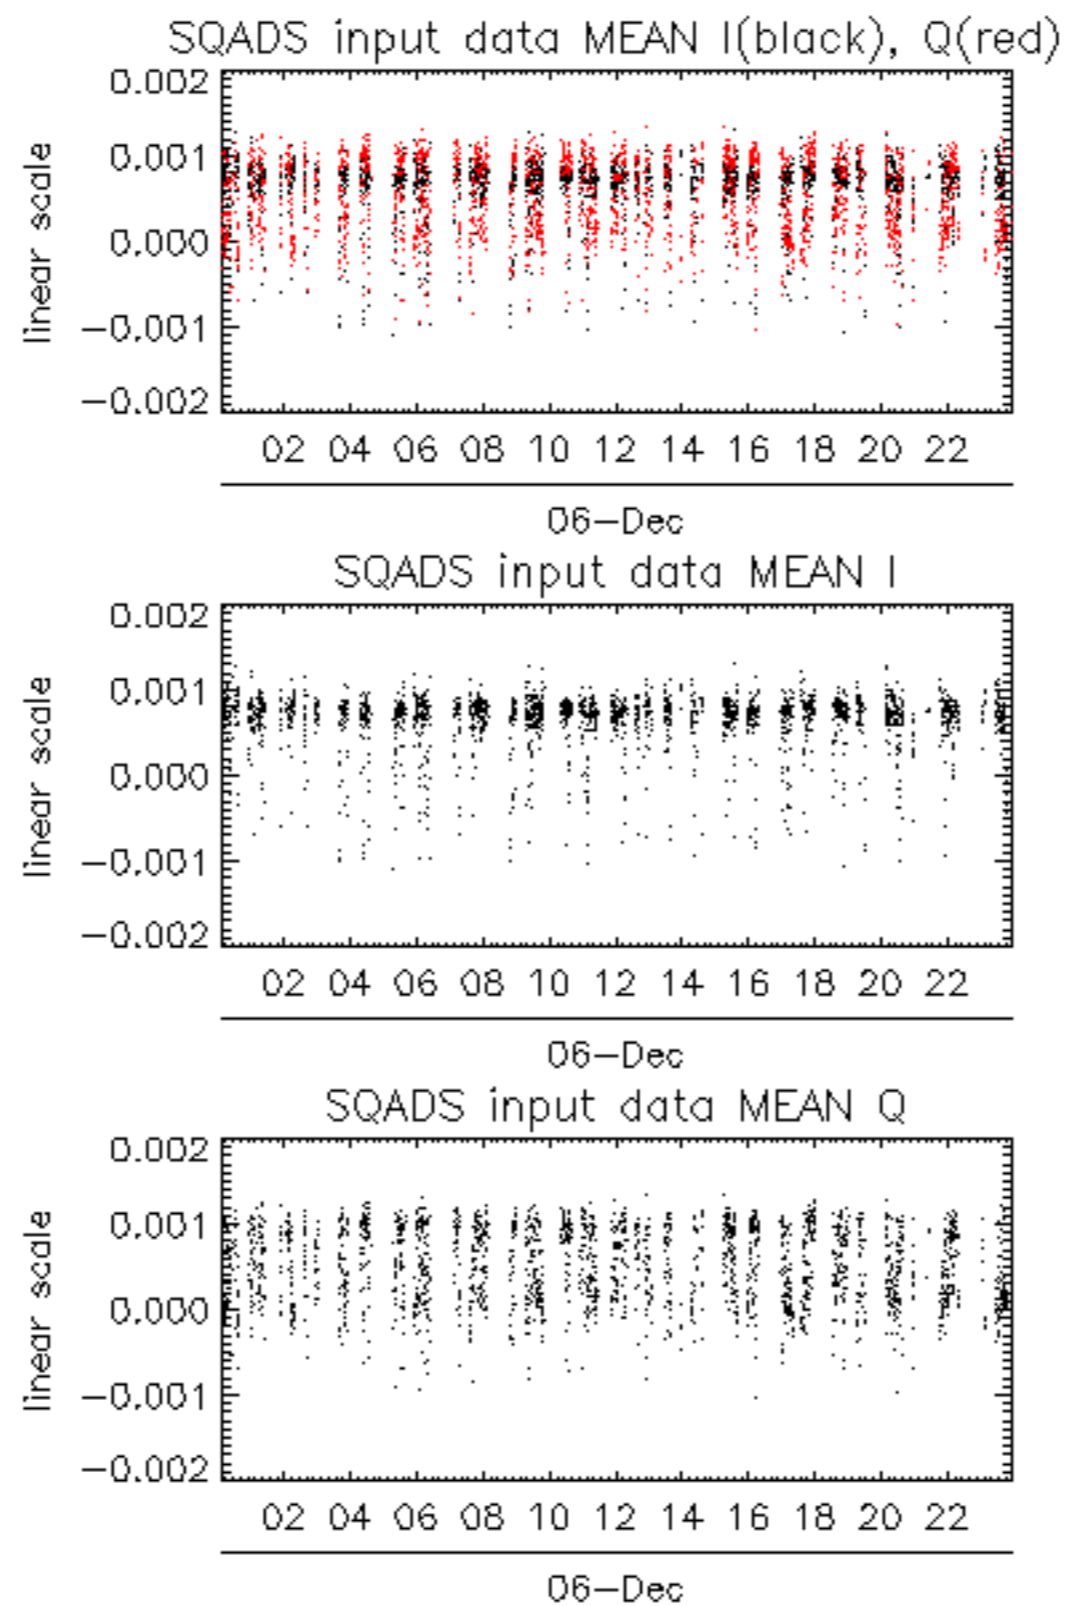 SQADS input data MEAN I(black), Q(red)
0.002
0.001
0.000
−0.001
−0.002
linear scale
02 04 06 08 10 12 14 16 18 20 22
06−Dec
SQADS input data MEAN I
0.002
0.001
0.000
−0.001
−0.002
linear scale
02 04 06 08 10 12 14 16 18 20 22
06−Dec
SQADS input data MEAN Q
0.002
0.001
0.000
−0.001
−0.002
linear scale
02 04 06 08 10 12 14 16 18 20 22
06−Dec